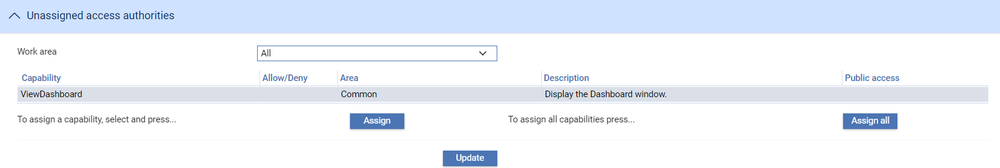 Unassigned access authorities
Work area All
Capability Allow/Deny Area Description Public access
ViewDashboard Common Display the Dashboard window.
To assign a capability, select and press... Assign To assign all capabilities press... Assign all
Update